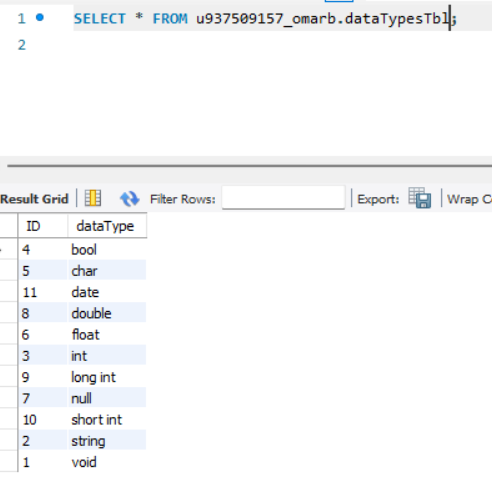 1 SELECT * FROM u937509157_omarb.dataTypesTbl;
2
Result Grid Filter Rows: Export: Wrap
ID dataType
4 bool
5 char
11 date
8 double
6 float
3 int
9 long int
7 null
10 short int
2 string
1 void